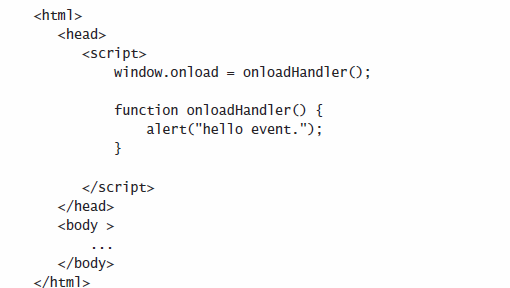 <html>
<head>
<script>
window.onload = onloadHandler();
function onloadHandler() {
alert("hello event.");
}
</script>
</head>
<body >
...
</body>
</html>